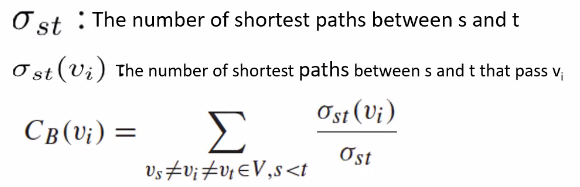 σst : The number of shortest paths between s and t
σst(vi) The number of shortest paths between s and t that pass vi
CB(vi) = ∑ vs≠vi≠vt∈V,s<t σst(vi) / σst